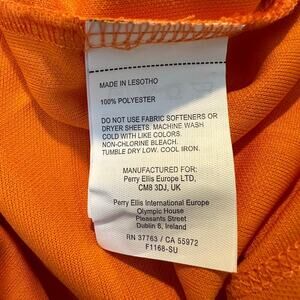 MADE IN LESOTHO
100% POLYESTER
DO NOT USE FABRIC SOFTENERS OR
DRYER SHEETS. MACHINE WASH
COLD WITH LIKE COLORS.
NON-CHLORINE BLEACH.
TUMBLE DRY LOW. COOL IRON.
MANUFACTURED FOR:
Perry Ellis Europe LTD,
CM8 3DJ, UK
Perry Ellis International Europe
Olympic House
Pleasants Street
Dublin 8, Ireland
RN 37763 / CA 55972
F1168-SU